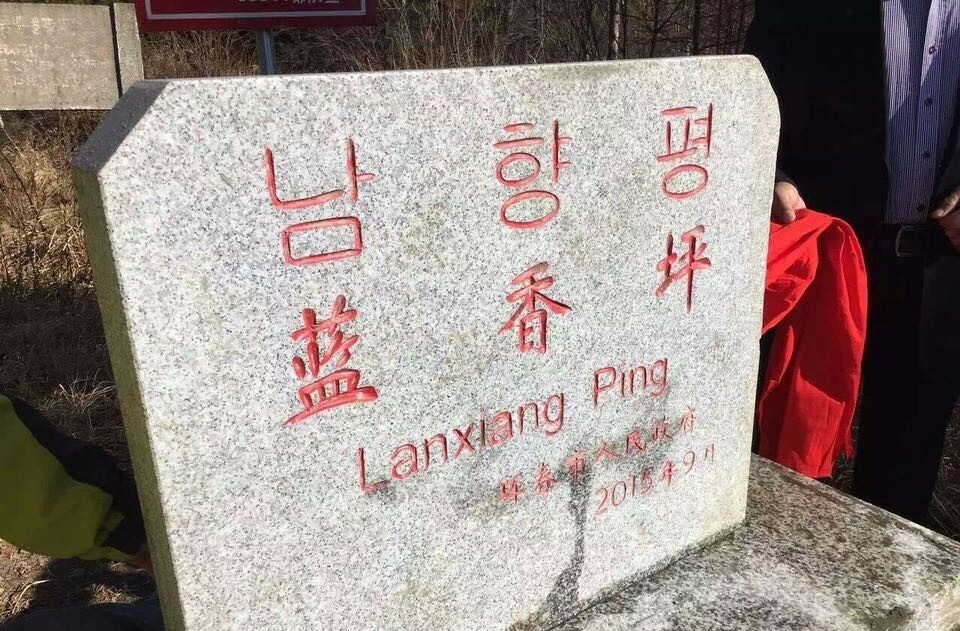 남향평
蓝香坪
Lanxiang Ping
珲春市人民政府
2015年9月